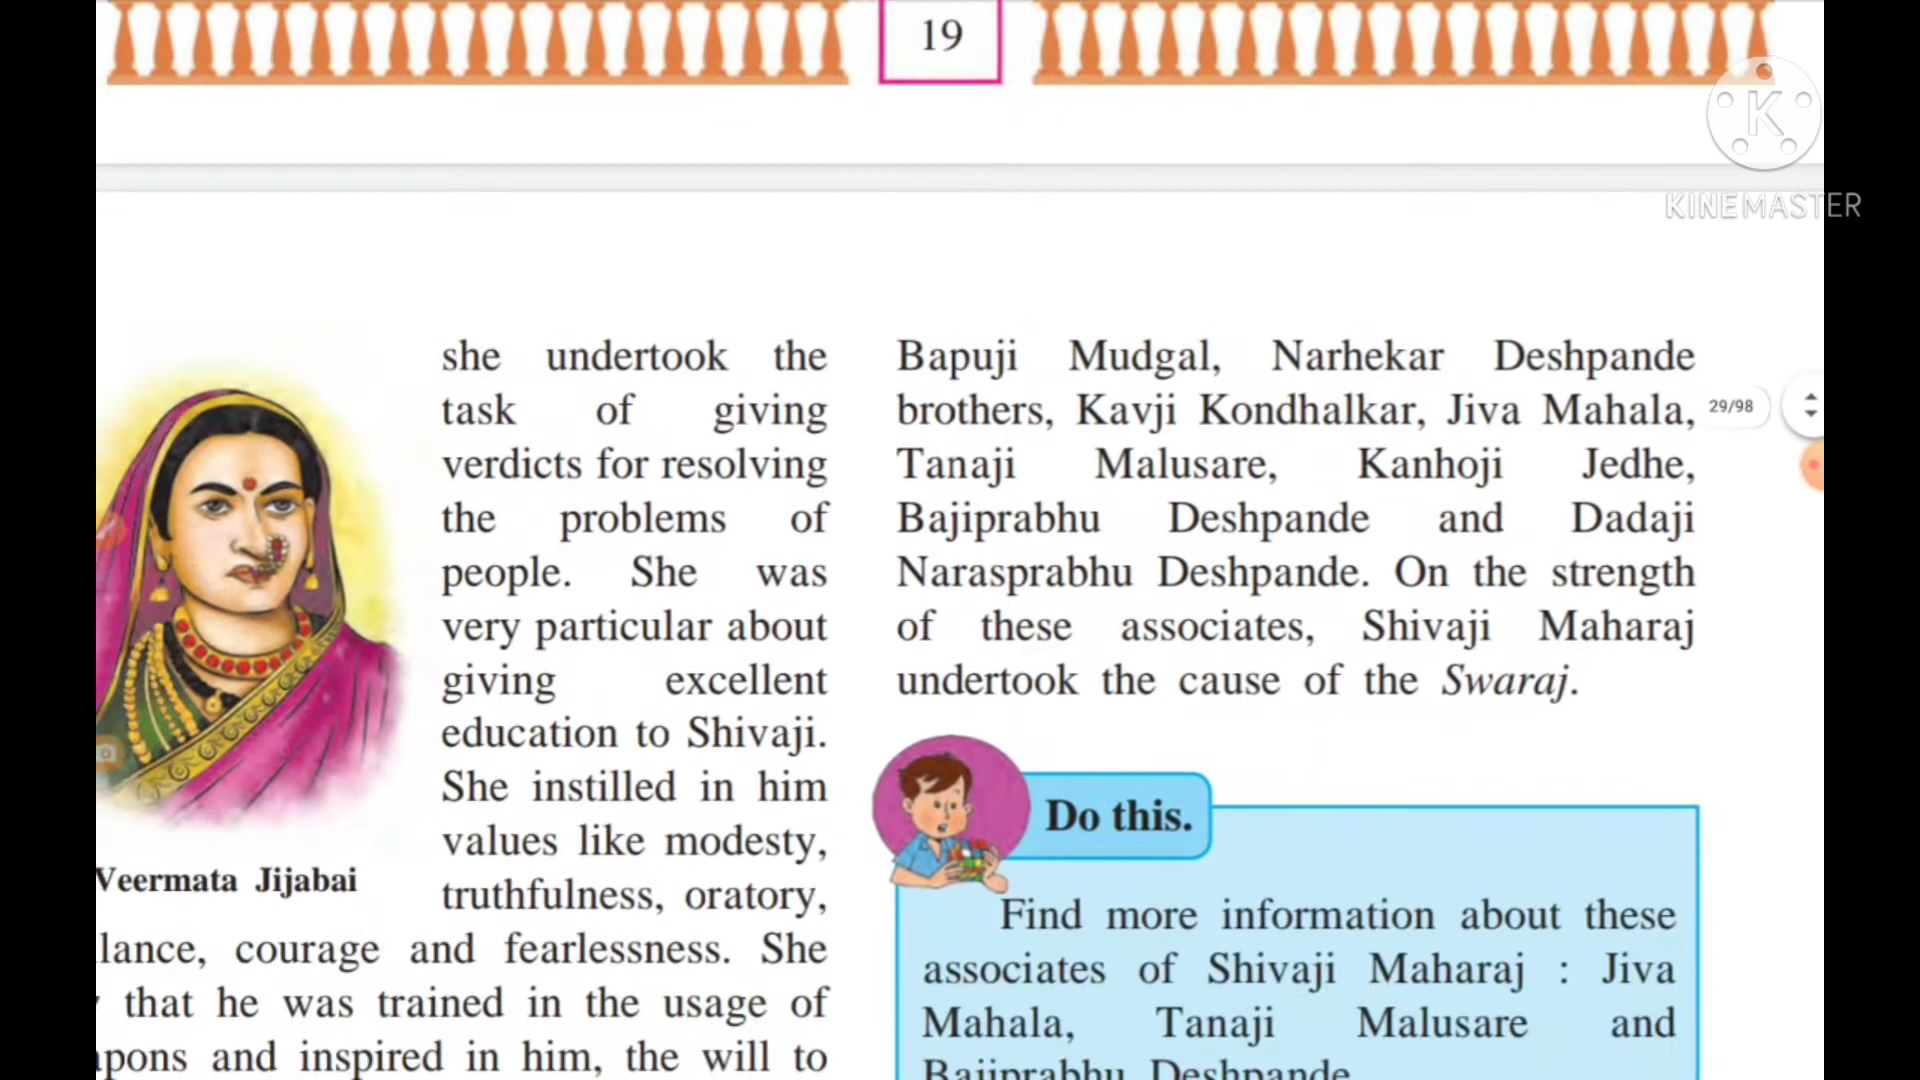 19
K
KINEMASTER
29/98
she undertook the
task of giving
verdicts for resolving
the problems of
people. She was
very particular about
giving excellent
education to Shivaji.
She instilled in him
values like modesty,
truthfulness, oratory,
Veermata Jijabai
lance, courage and fearlessness. She
that he was trained in the usage of
pons and inspired in him, the will to
Bapuji Mudgal, Narhekar Deshpande
brothers, Kavji Kondhalkar, Jiva Mahala,
Tanaji Malusare, Kanhoji Jedhe,
Bajiprabhu Deshpande and Dadaji
Narasprabhu Deshpande. On the strength
of these associates, Shivaji Maharaj
undertook the cause of the Swaraj.
Do this.
Find more information about these
associates of Shivaji Maharaj : Jiva
Mahala, Tanaji Malusare and
Bajiprabhu Deshpande